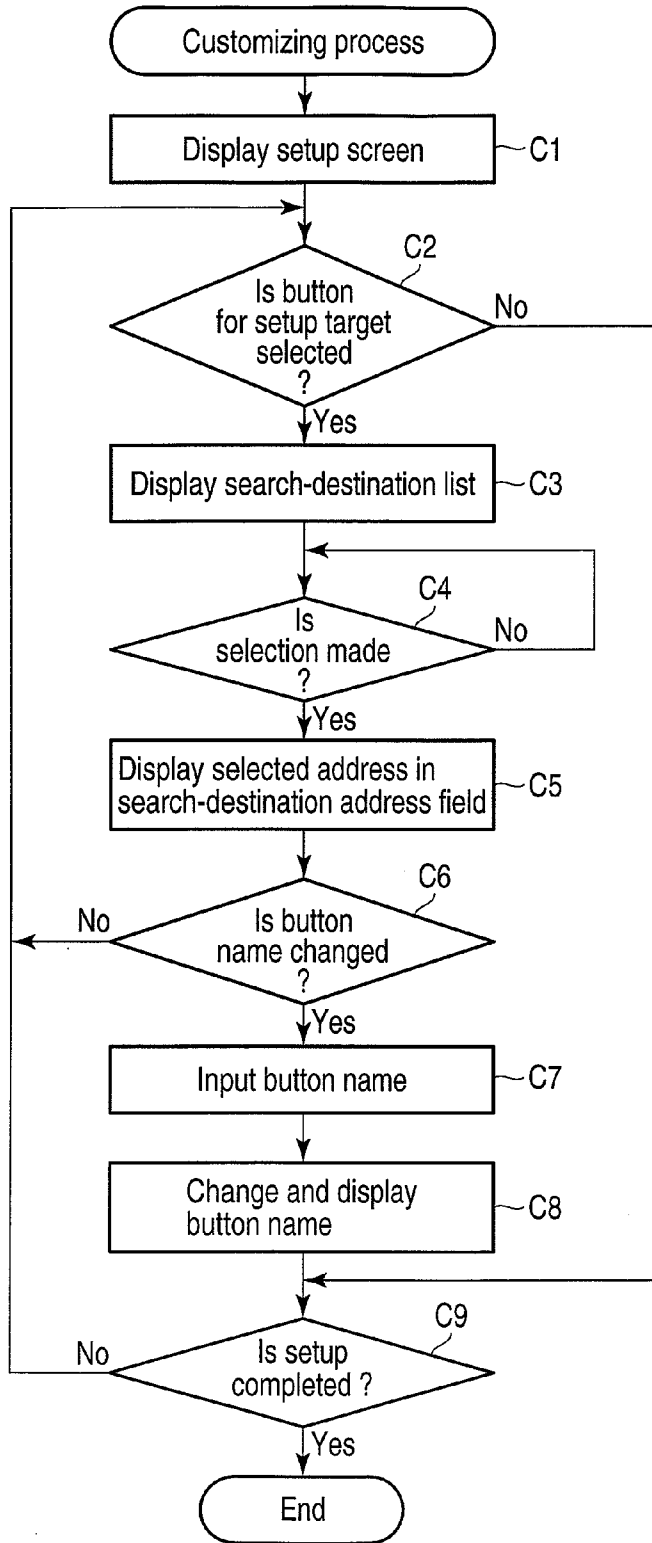 Customizing process
Display setup screen
C1
C2
Is button
for setup target
selected
?
No
Yes
Display search-destination list
C3
C4
Is
selection made
?
No
Yes
Display selected address in
search-destination address field
C5
C6
Is button
name changed
?
No
Yes
Input button name
C7
Change and display
button name
C8
C9
Is setup
completed ?
No
Yes
End